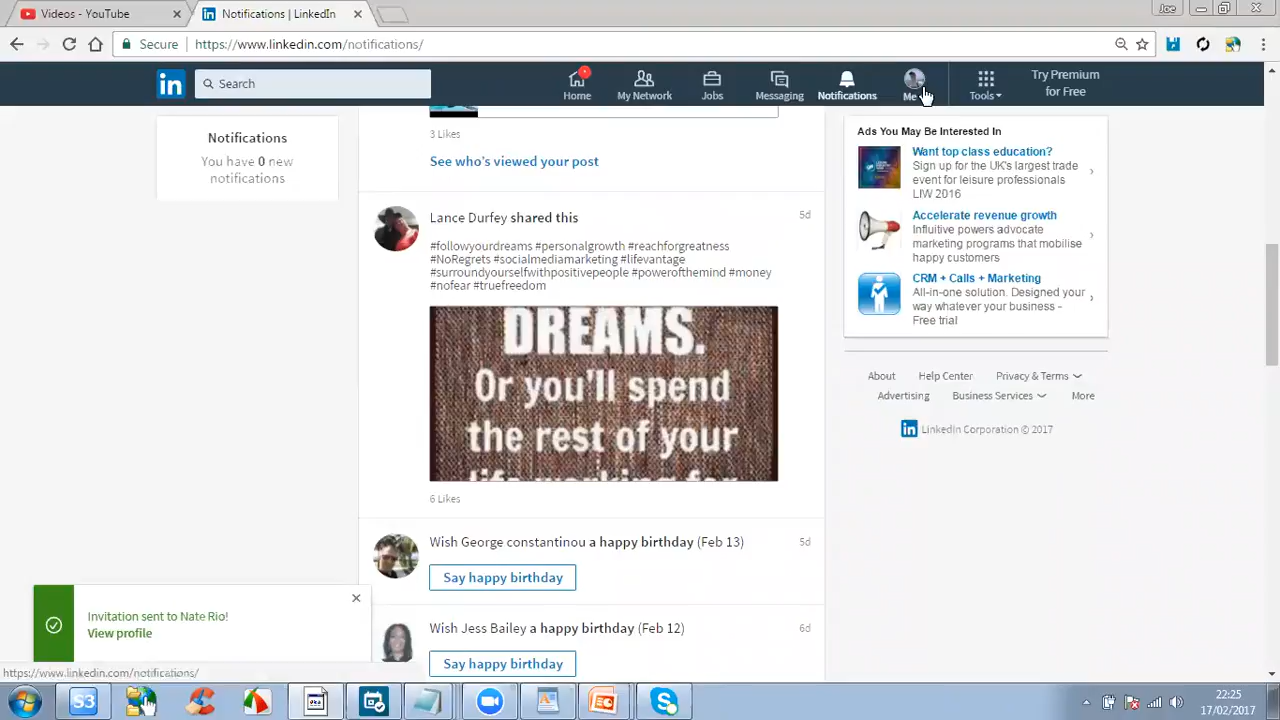 Videos - YouTube
Notifications | LinkedIn
Joe
Secure
https://www.linkedin.com/notifications/
in
Search
Home
My Network
Jobs
Messaging
Notifications
Me
Tools
Try Premium
for Free
Notifications
You have 0 new
notifications
3 Likes
See who's viewed your post
Lance Durfey shared this
5d
#followyourdreams #personalgrowth #reachforgreatness
#NoRegrets #socialmediamarketing #lifevantage
#surroundyourselfwithpositivepeople #powerofthemind #money
#nofear #truefreedom
DREAMS.
Or you'll spend
the rest of your
life working for
6 Likes
Wish George constantinou a happy birthday (Feb 13)
5d
Say happy birthday
Wish Jess Bailey a happy birthday (Feb 12)
6d
Say happy birthday
Ads You May Be Interested In
Want top class education?
Sign up for the UK's largest trade
event for leisure professionals
LIW 2016
Accelerate revenue growth
Influitive powers advocate
marketing programs that mobilise
happy customers
CRM + Calls + Marketing
All-in-one solution. Designed your
way whatever your business -
Free trial
About
Help Center
Privacy & Terms
Advertising
Business Services
More
in
LinkedIn Corporation © 2017
Invitation sent to Nate Rio!
View profile
https://www.linkedin.com/notifications/
S3
22:25
17/02/2017